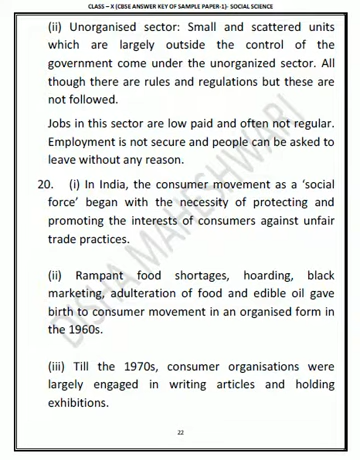 CLASS – X (CBSE ANSWER KEY OF SAMPLE PAPER-1)- SOCIAL SCIENCE
(ii) Unorganised sector: Small and scattered units
which are largely outside the control of the
government come under the unorganized sector. All
though there are rules and regulations but these are
not followed.
Jobs in this sector are low paid and often not regular.
Employment is not secure and people can be asked to
leave without any reason.
20. (i) In India, the consumer movement as a ‘social
force’ began with the necessity of protecting and
promoting the interests of consumers against unfair
trade practices.
(ii) Rampant food shortages, hoarding, black
marketing, adulteration of food and edible oil gave
birth to consumer movement in an organised form in
the 1960s.
(iii) Till the 1970s, consumer organisations were
largely engaged in writing articles and holding
exhibitions.
DISHA MAHESHWARI
22